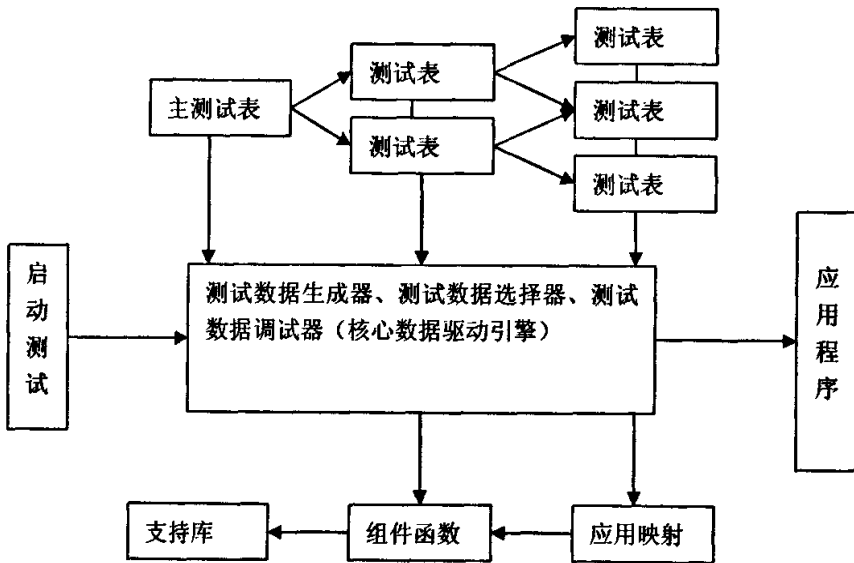 测试表
测试表
主测试表
测试表
测试表
测试表
启动测试
测试数据生成器、测试数据选择器、测试
数据调试器（核心数据驱动引擎）
应用程序
支持库
组件函数
应用映射